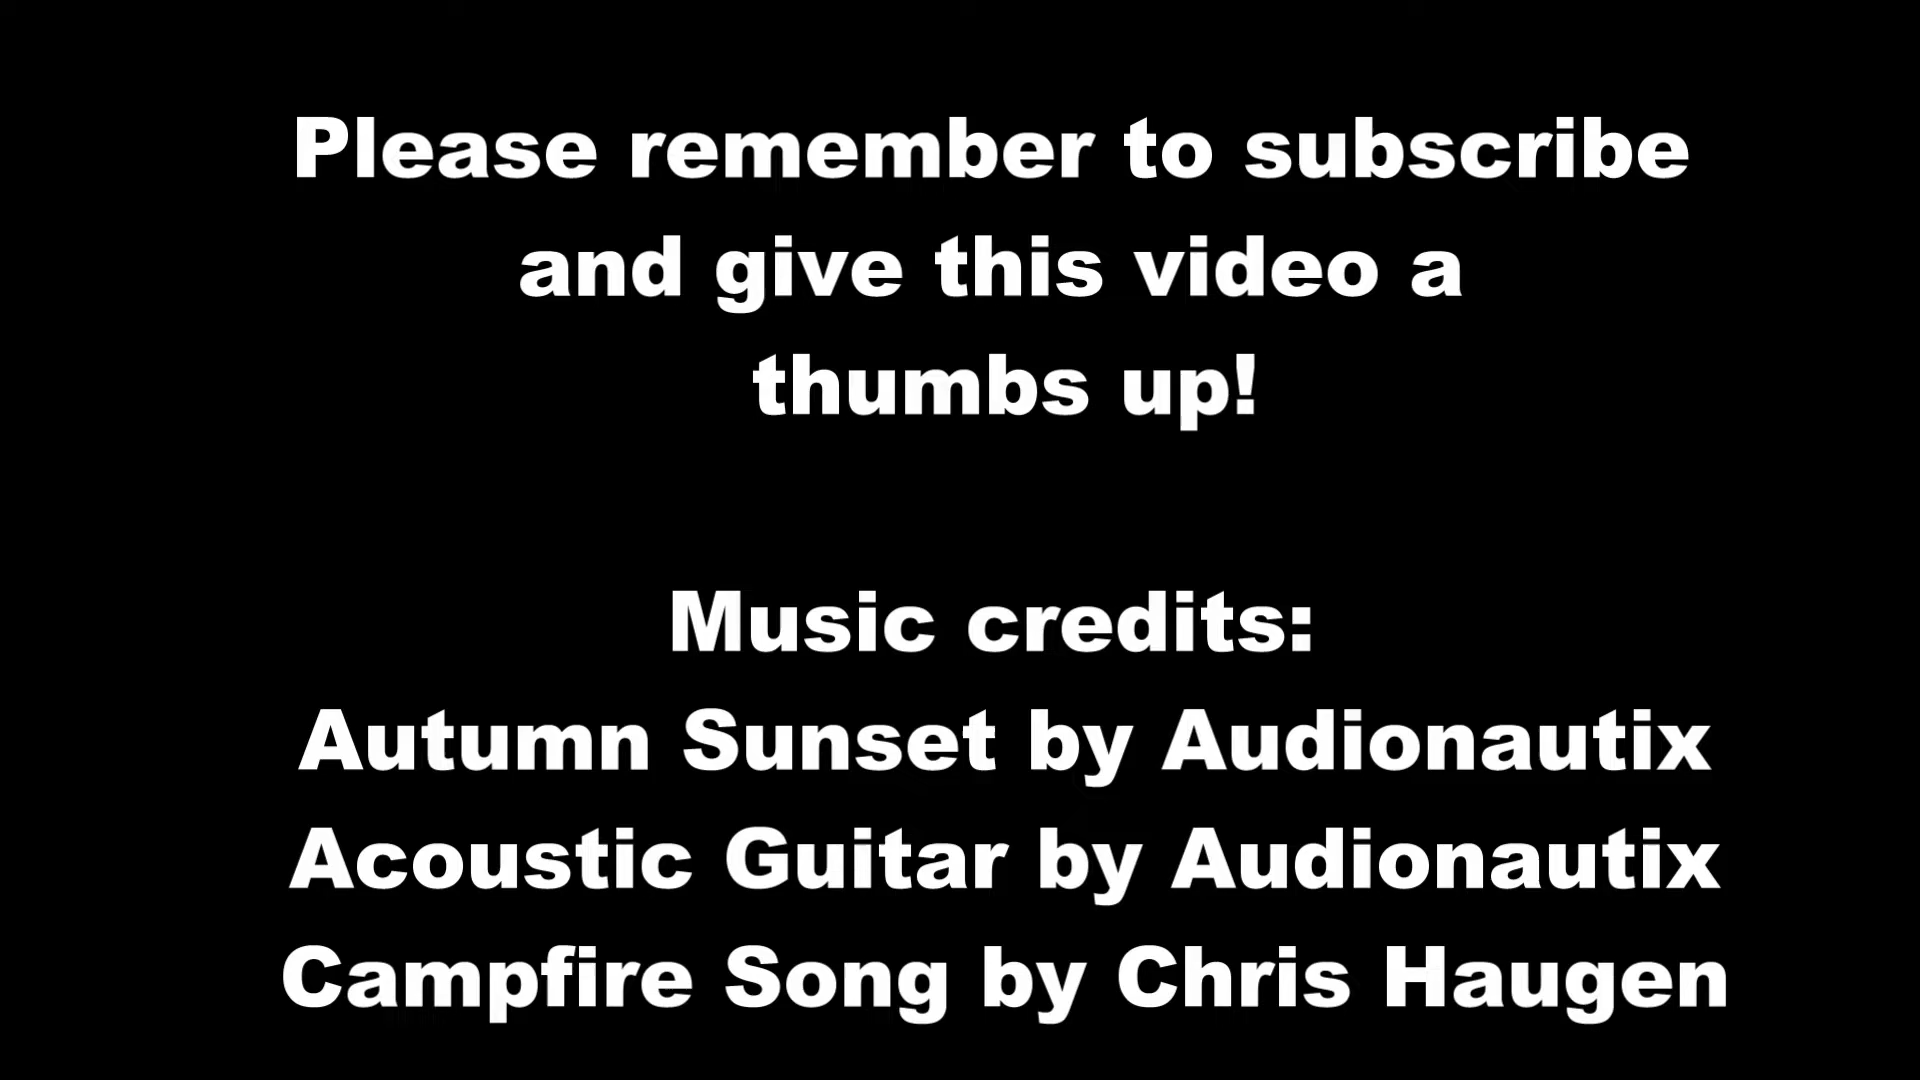 Please remember to subscribe
and give this video a
thumbs up!
Music credits:
Autumn Sunset by Audionautix
Acoustic Guitar by Audionautix
Campfire Song by Chris Haugen